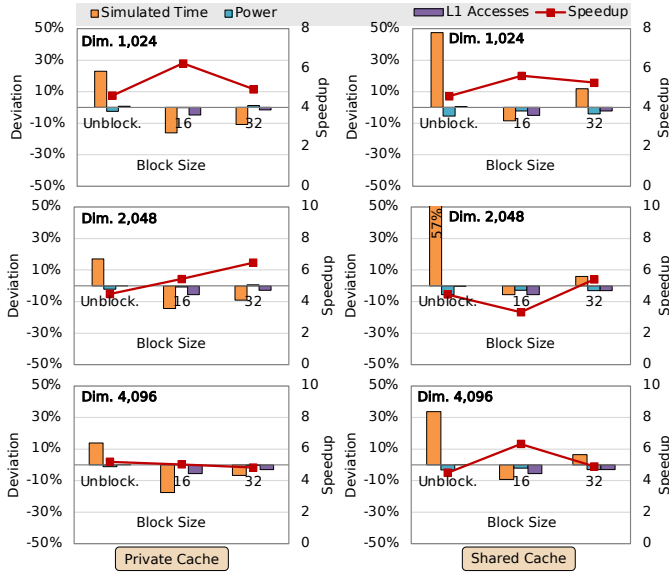 Simulated Time Power L1 Accesses Speedup
50%
30%
10%
-10%
-30%
-50%
Deviation
Dim. 1,024
Unblock. 16 32
Block Size
8
6
4
2
0
Speedup
50%
30%
10%
-10%
-30%
-50%
Deviation
Dim. 1,024
Unblock. 16 32
Block Size
8
6
4
2
0
Speedup
50%
30%
10%
-10%
-30%
-50%
Deviation
Dim. 2,048
Unblock. 16 32
Block Size
10
8
6
4
2
0
Speedup
50%
30%
10%
-10%
-30%
-50%
Deviation
57%
Dim. 2,048
Unblock. 16 32
Block Size
10
8
6
4
2
0
Speedup
50%
30%
10%
-10%
-30%
-50%
Deviation
Dim. 4,096
Unblock. 16 32
Block Size
10
8
6
4
2
0
Speedup
50%
30%
10%
-10%
-30%
-50%
Deviation
Dim. 4,096
Unblock. 16 32
Block Size
10
8
6
4
2
0
Speedup
Private Cache
Shared Cache